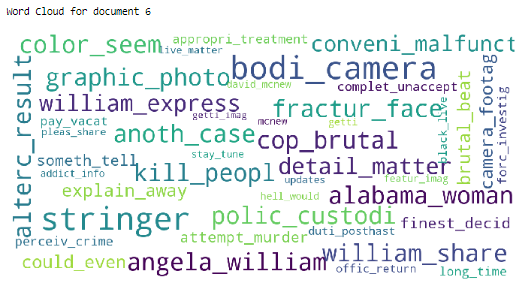 Word Cloud for document 6
color_seem
live_matter
appropri_treatment
conveni_malfunct
graphic_photo
bodi_camera
david_mcnew
complet_unaccept
william_express
getti_imag
fractur_face
pay_vacat
mcnew
getti
pleas_share
anoth_case
cop_brutal
black_live
brutal_beat
camera_footag
forc_investig
alterc_result
someth_tell
stay_tune
kill_peopl
detail_matter
addict_info
updates
featur_imag
explain_away
hell_would
alabama_woman
stringer
polic_custodi
finest_decid
attempt_murder
duti_posthast
perceiv_crime
william_share
could_even
angela_william
offic_return
long_time